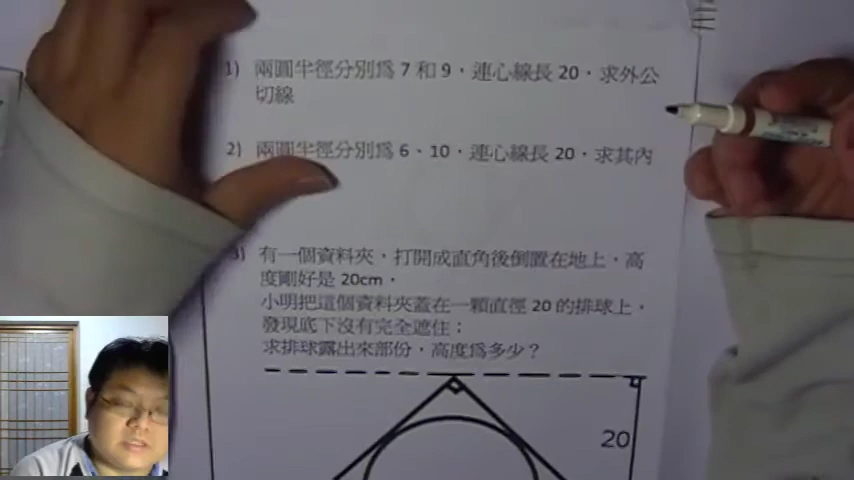 1) 兩圓半徑分別為 7 和 9，連心線長 20，求外公
切線
2) 兩圓半徑分別為 6、10，連心線長 20，求其內
3) 有一個資料夾，打開成直角後倒置在地上，高
度剛好是 20cm，
小明把這個資料夾蓋在一顆直徑 20 的排球上，
發現底下沒有完全遮住；
求排球露出來部份，高度為多少？
20